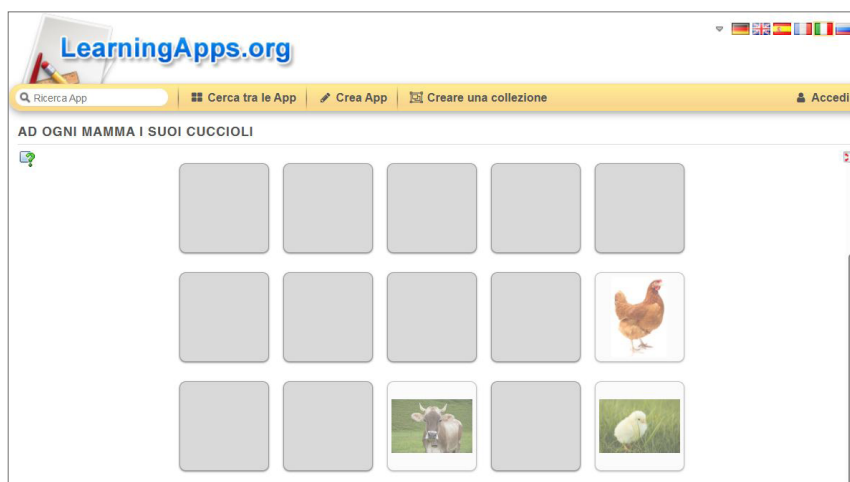 LearningApps.org
Ricerca App
Cerca tra le App
Crea App
Creare una collezione
Accedi
AD OGNI MAMMA I SUOI CUCCIOLI